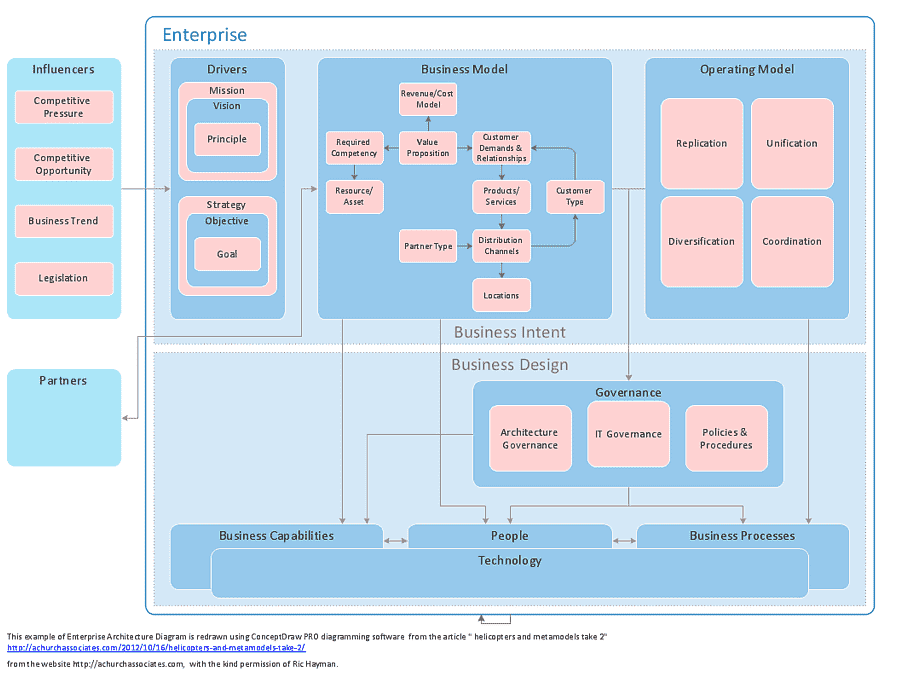 Enterprise
Influencers
Competitive
Pressure
Competitive
Opportunity
Business Trend
Legislation
Partners
Drivers
Mission
Vision
Principle
Strategy
Objective
Goal
Business Model
Revenue/Cost
Model
Required
Competency
Value
Proposition
Customer
Demands &
Relationships
Resource/
Asset
Products/
Services
Customer
Type
Partner Type
Distribution
Channels
Locations
Operating Model
Replication
Unification
Diversification
Coordination
Business Intent
Business Design
Governance
Architecture
Governance
IT Governance
Policies &
Procedures
Business Capabilities
People
Business Processes
Technology
This example of Enterprise Architecture Diagram is redrawn using ConceptDraw PRO diagramming software from the article " helicopters and metamodels take 2"
http://achurchassociates.com/2012/10/16/helicopters-and-metamodels-take-2/
from the website http://achurchassociates.com, with the kind permission of Ric Hayman.